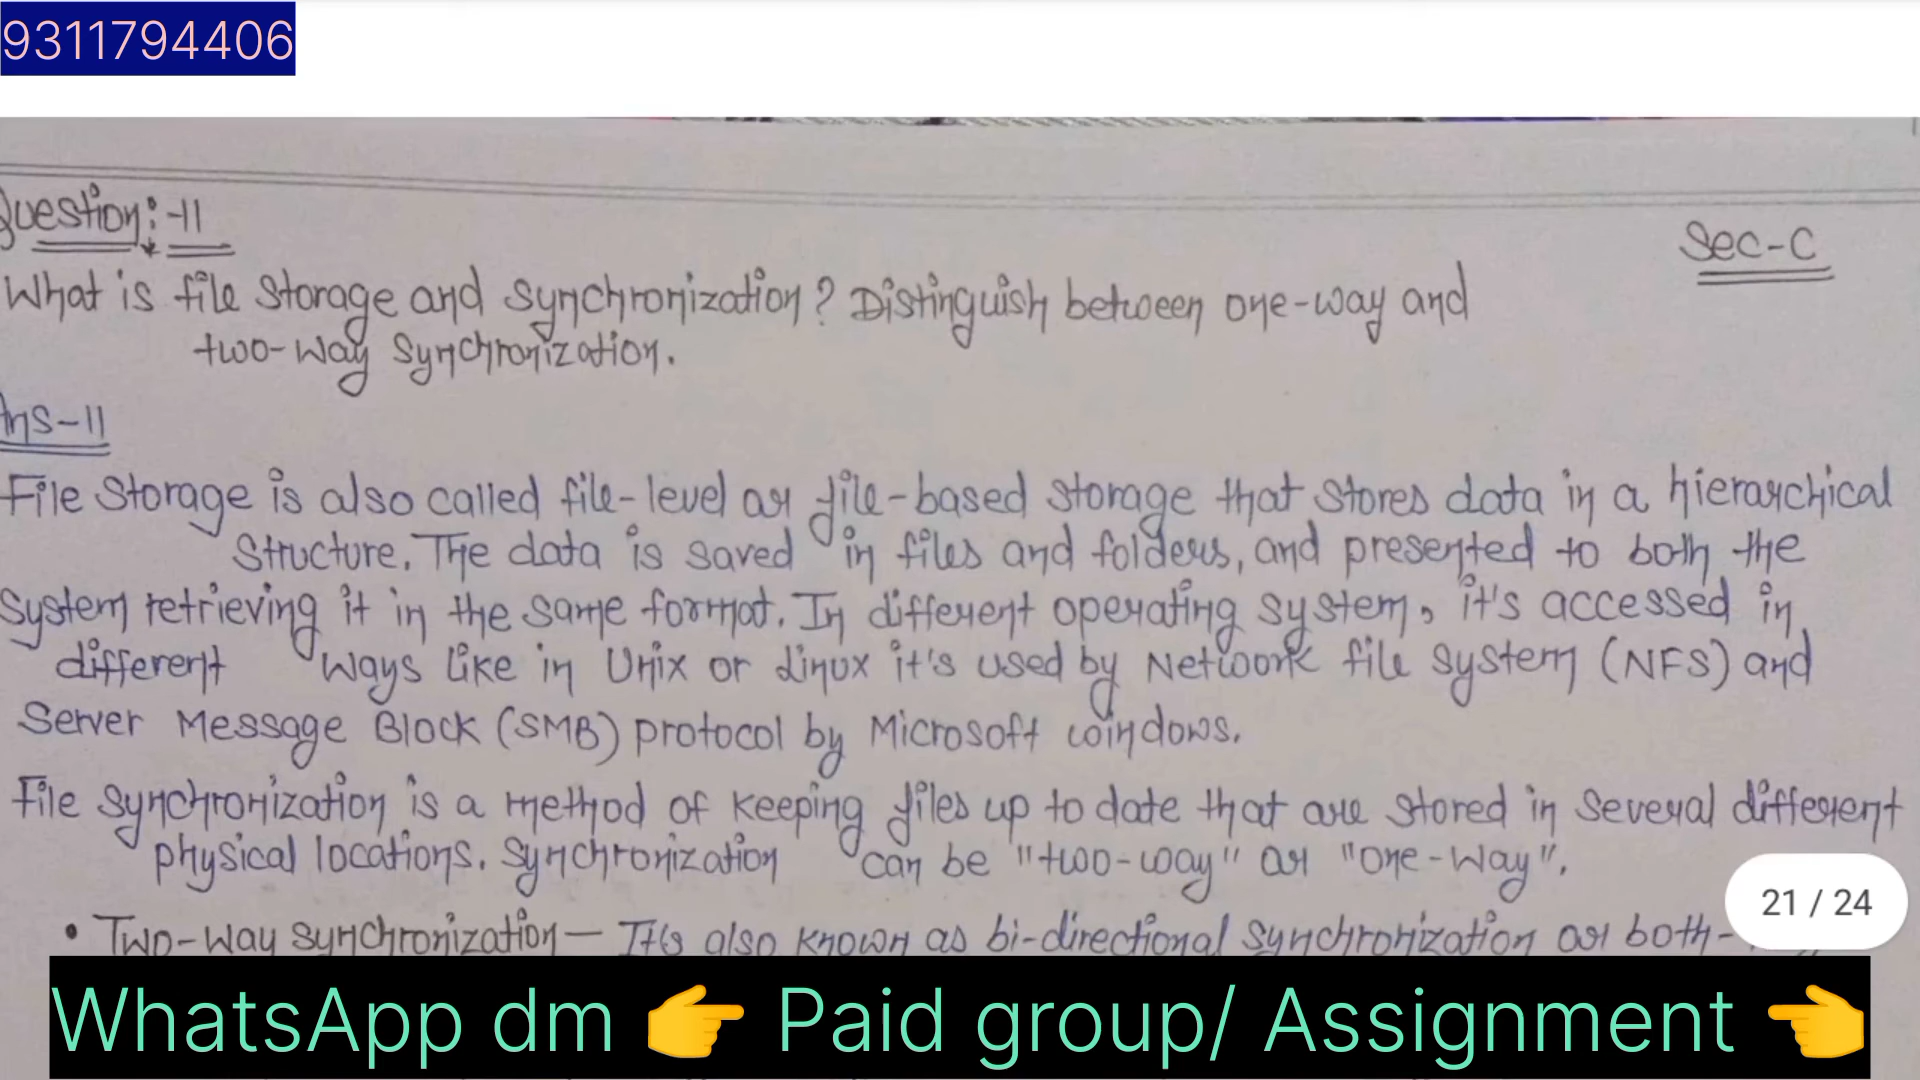 9311794406
Question:-11
Sec-C
What is file storage and synchronization? Distinguish between one-way and
two-way synchronization.
Ans-11
File storage is also called file-level or file-based storage that stores data in a hierarchical
structure. The data is saved in files and folders, and presented to both the
system retrieving it in the same format. In different operating system, it's accessed in
different ways like in Unix or Linux it's used by Network file system (NFS) and
Server Message Block (SMB) protocol by Microsoft windows.
File synchronization is a method of keeping files up to date that are stored in several different
physical locations. Synchronization can be "two-way" or "one-way".
21 / 24
• Two-way synchronization — It's also known as bi-directional synchronization or both-
WhatsApp dm 👉 Paid group/ Assignment 👈